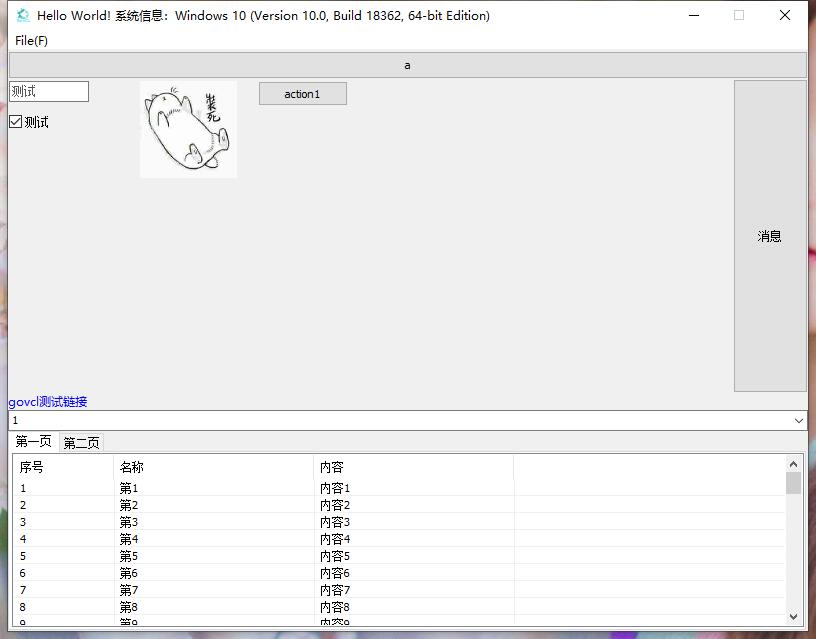 Hello World! 系统信息：Windows 10 (Version 10.0, Build 18362, 64-bit Edition)
File(F)
a
测试
装死
action1
测试
消息
govcl测试链接
1
第一页 第二页
序号 名称 内容
1 第1 内容1
2 第2 内容2
3 第3 内容3
4 第4 内容4
5 第5 内容5
6 第6 内容6
7 第7 内容7
8 第8 内容8
9 第9 内容9